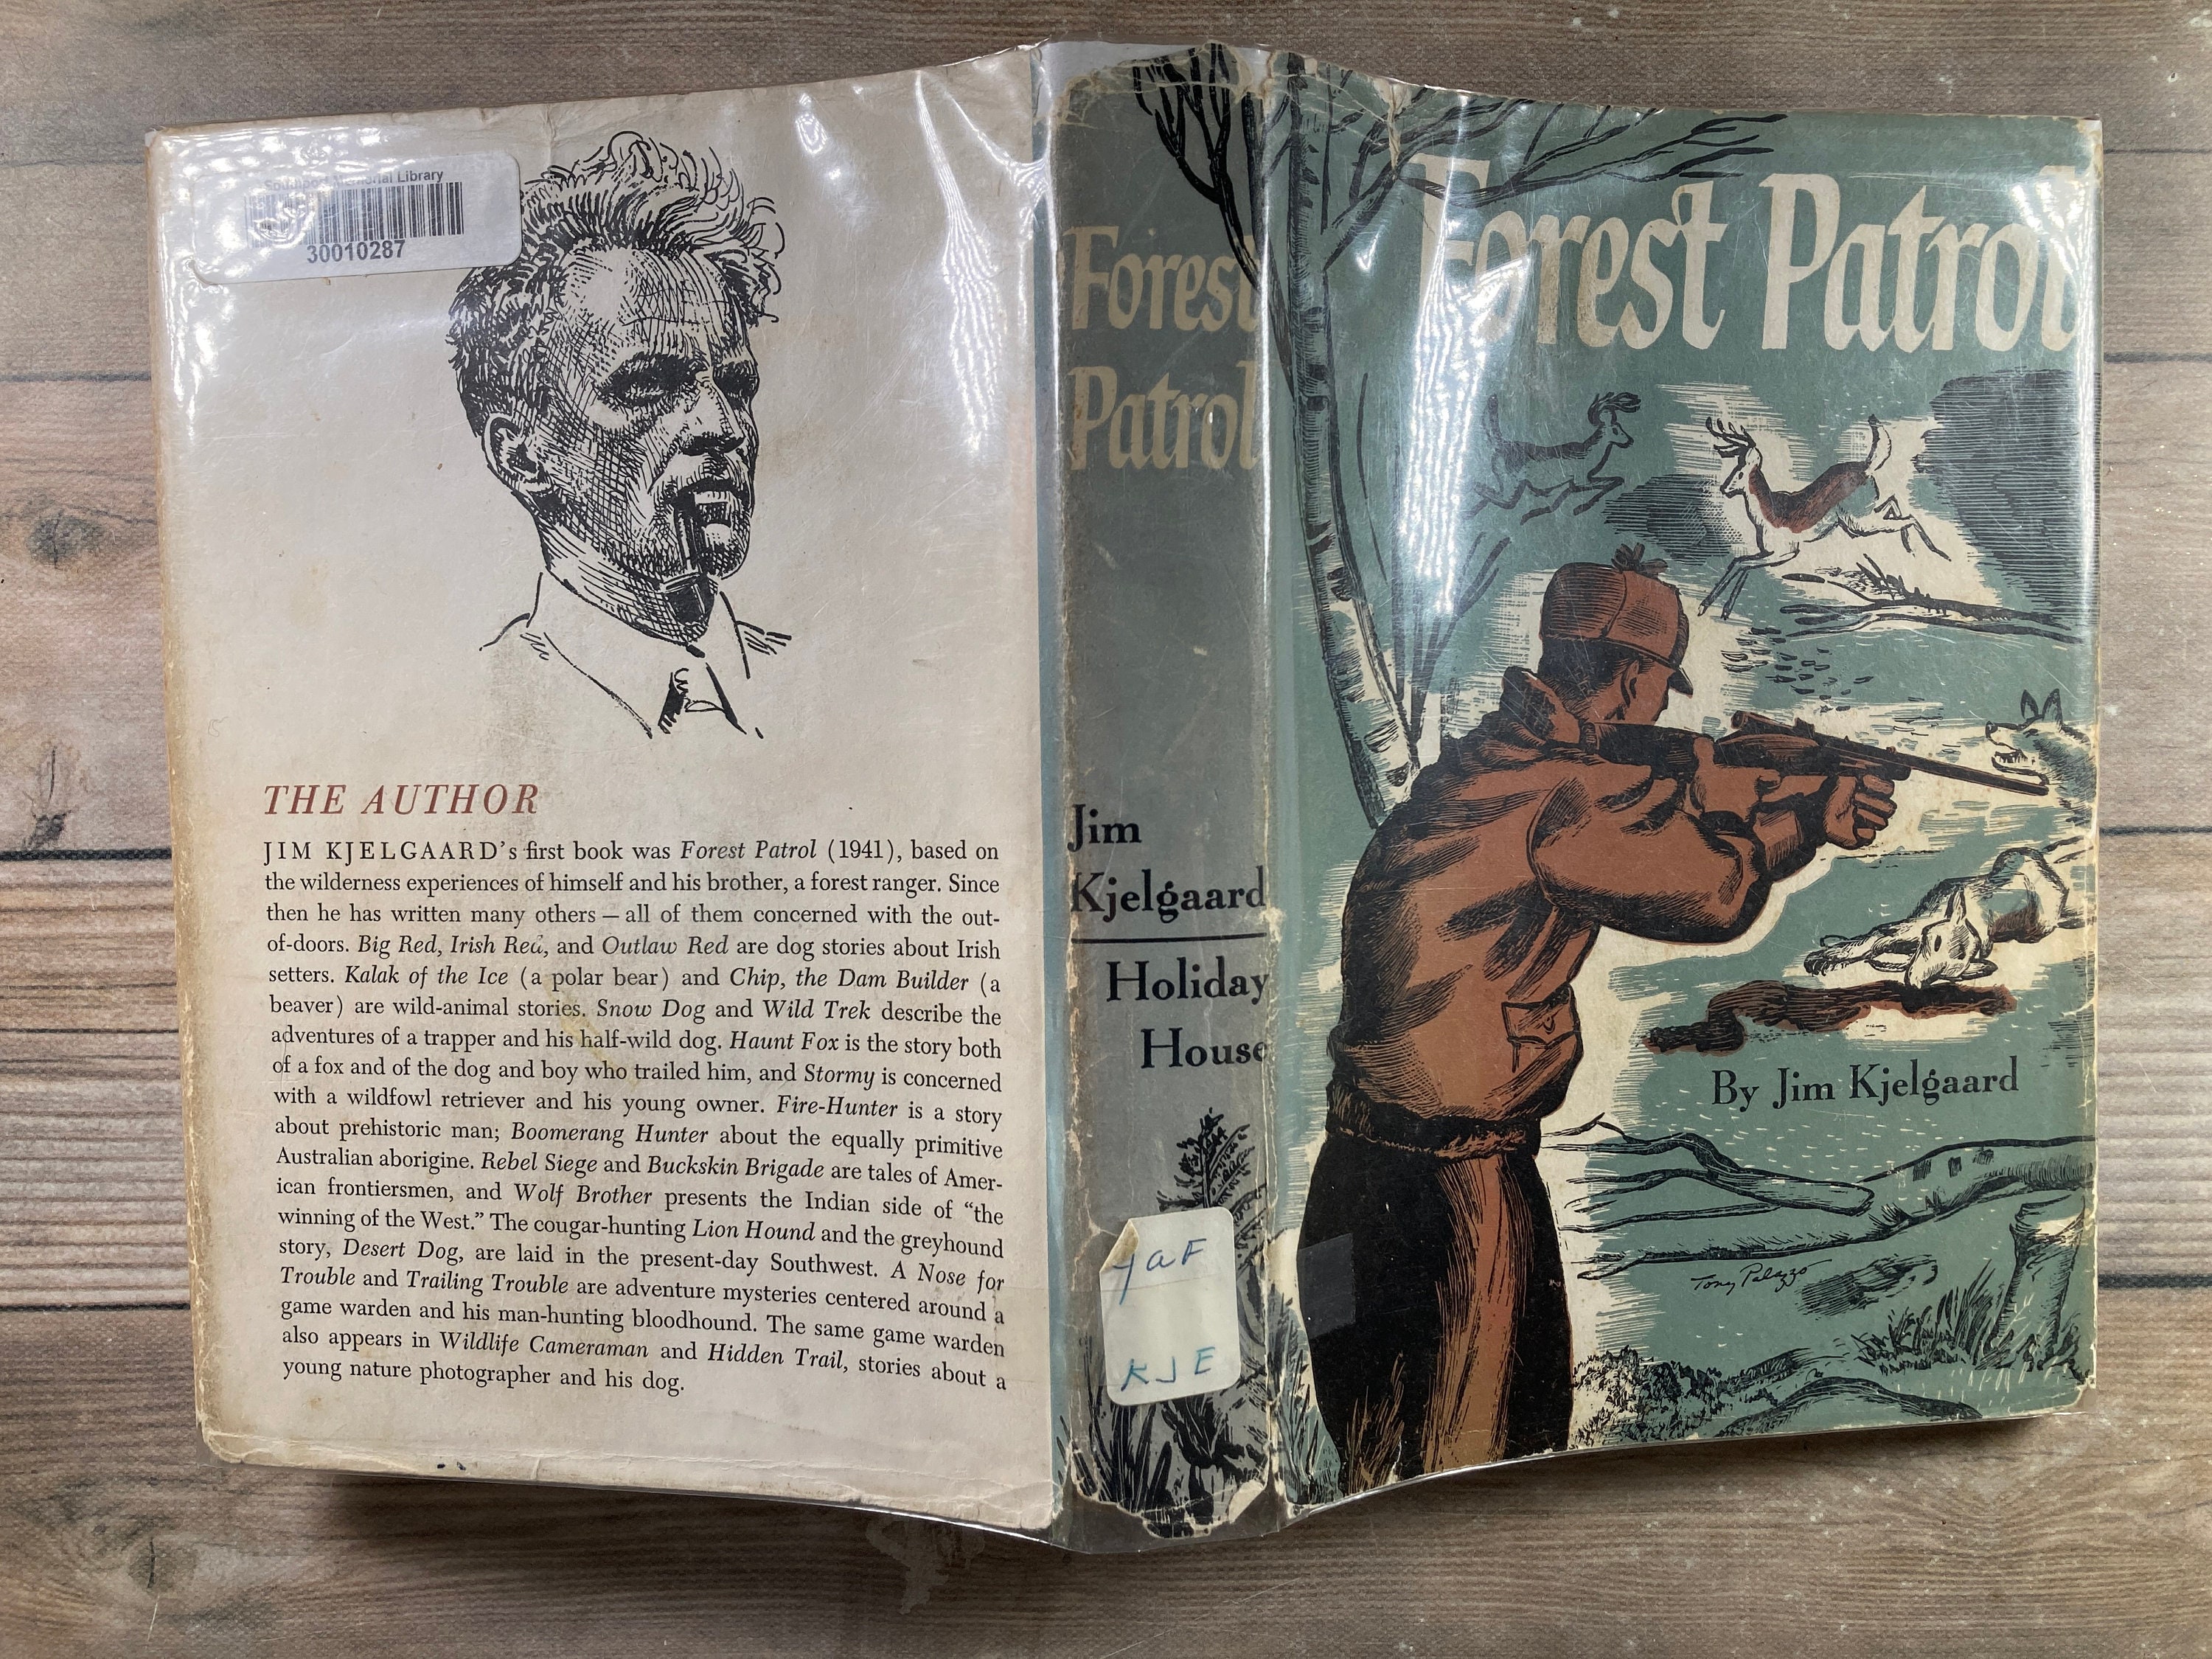 Southport Memorial Library
30010287
THE AUTHOR
JIM KJELGAARD's first book was Forest Patrol (1941), based on
the wilderness experiences of himself and his brother, a forest ranger. Since
then he has written many others — all of them concerned with the out-
of-doors. Big Red, Irish Red, and Outlaw Red are dog stories about Irish
setters. Kalak of the Ice (a polar bear) and Chip, the Dam Builder (a
beaver) are wild-animal stories. Snow Dog and Wild Trek describe the
adventures of a trapper and his half-wild dog. Haunt Fox is the story both
of a fox and of the dog and boy who trailed him, and Stormy is concerned
with a wildfowl retriever and his young owner. Fire-Hunter is a story
about prehistoric man; Boomerang Hunter about the equally primitive
Australian aborigine. Rebel Siege and Buckskin Brigade are tales of Amer-
ican frontiersmen, and Wolf Brother presents the Indian side of "the
winning of the West." The cougar-hunting Lion Hound and the greyhound
story, Desert Dog, are laid in the present-day Southwest. A Nose for
Trouble and Trailing Trouble are adventure mysteries centered around a
game warden and his man-hunting bloodhound. The same game warden
also appears in Wildlife Cameraman and Hidden Trail, stories about a
young nature photographer and his dog.
Forest
Patrol
Jim
Kjelgaard
Holiday
House
YaF
KJE
Forest Patrol
By Jim Kjelgaard
Tony Palazzo